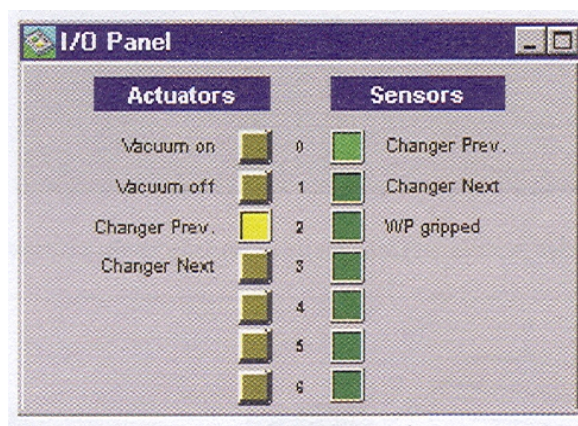 I/O Panel
Actuators Sensors
Vacuum on 0 Changer Prev.
Vacuum off 1 Changer Next
Changer Prev. 2 WP gripped
Changer Next 3
4
5
6